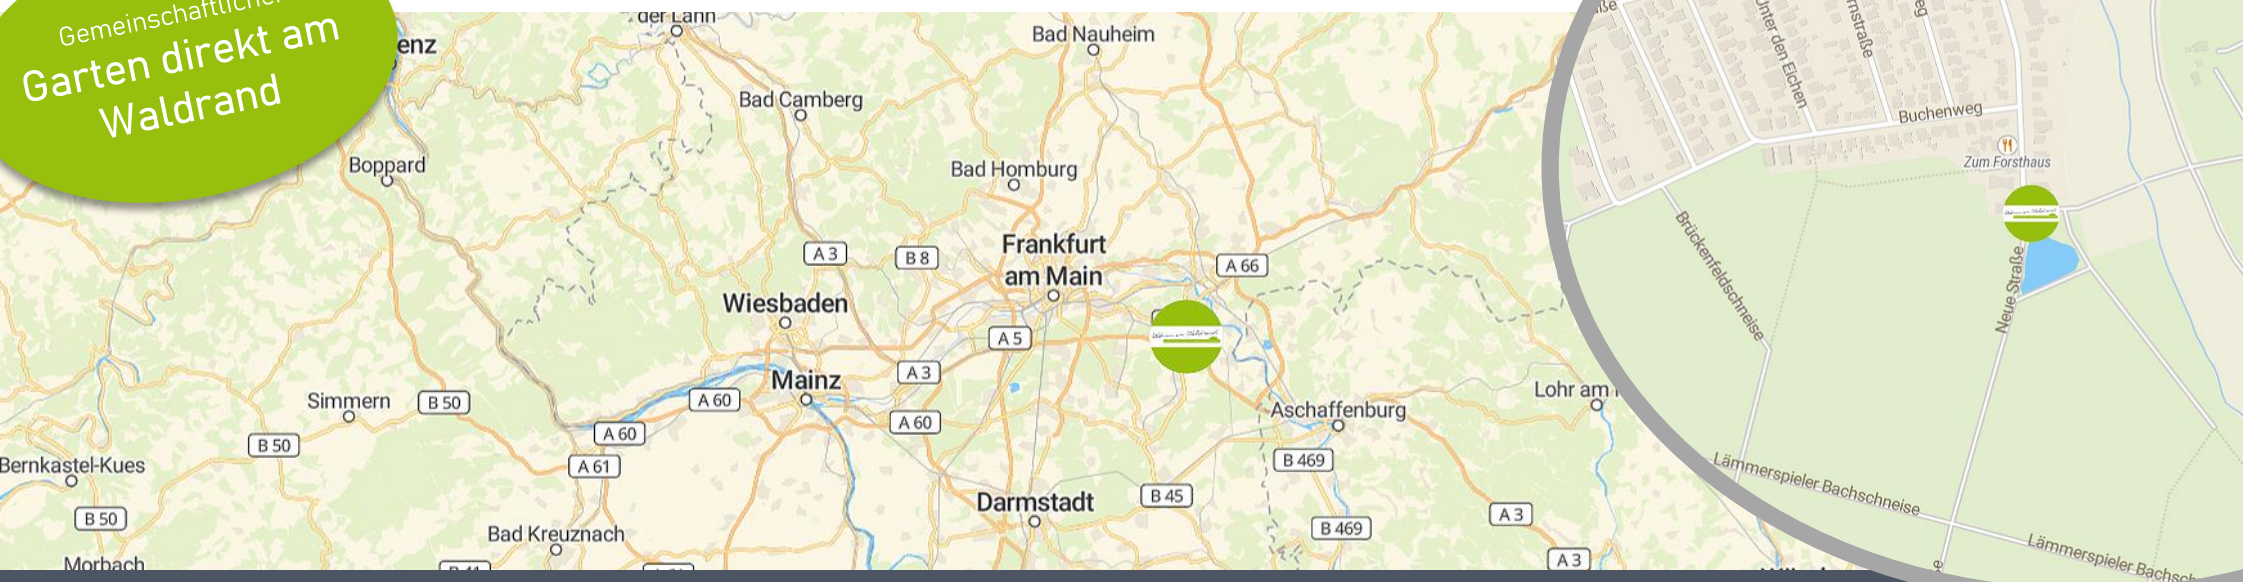 Gemeinschaftlicher
Garten direkt am
Waldrand
enz
der Lahn
Bad Nauheim
Bad Camberg
Boppard
Bad Homburg
Frankfurt
am Main
A 3
B 8
A 66
Wiesbaden
A 5
Mainz
A 3
A 60
Simmern
B 50
A 60
A 60
B 50
A 61
Aschaffenburg
Lohr am
Bernkastel-Kues
B 469
B 50
Darmstadt
B 45
Bad Kreuznach
B 469
A 3
A 3
Morbach
Unter den Eichen
Buchenweg
Zum Forsthaus
Brückenfeldschneise
Neue Straße
Lämmerspieler Bachschneise
Lämmerspieler Bachsch